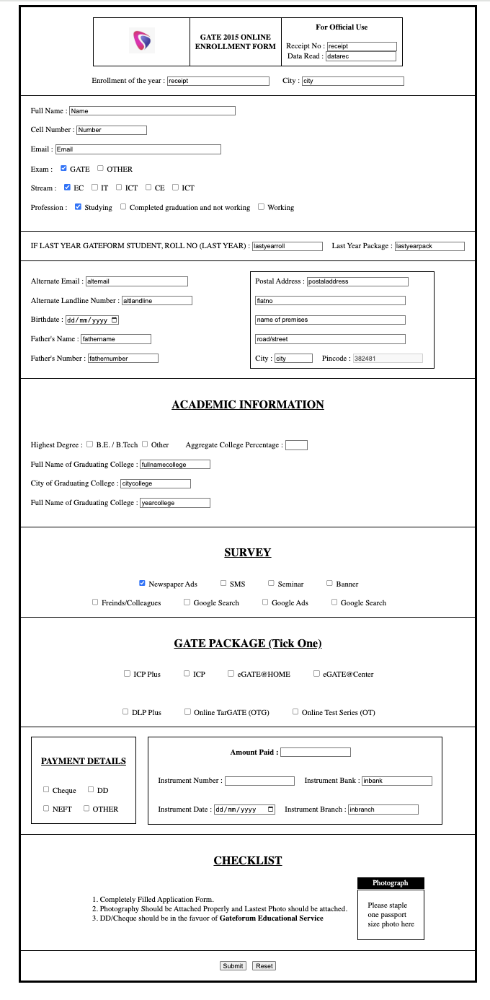 GATE 2015 ONLINE
ENROLLMENT FORM
For Official Use
Receipt No : receipt
Data Read : datarec
Enrollment of the year : receipt City : city
Full Name : Name
Cell Number : Number
Email : Email
Exam : GATE OTHER
Stream : EC IT ICT CE ICT
Profession : Studying Completed graduation and not working Working
IF LAST YEAR GATEFORM STUDENT, ROLL NO (LAST YEAR) : lastyearroll Last Year Package : lastyearpack
Alternate Email : altemail
Alternate Landline Number : altlandline
Birthdate : dd/mm/yyyy
Father's Name : fathername
Father's Number : fathernumber
Postal Address : postaladdress
flatno
name of premises
road/street
City : city Pincode : 382481
ACADEMIC INFORMATION
Highest Degree : B.E. / B.Tech Other Aggregate College Percentage :
Full Name of Graduating College : fullnamecollege
City of Graduating College : citycollege
Full Name of Graduating College : yearcollege
SURVEY
Newspaper Ads SMS Seminar Banner
Freinds/Colleagues Google Search Google Ads Google Search
GATE PACKAGE (Tick One)
ICP Plus ICP eGATE@HOME eGATE@Center
DLP Plus Online TarGATE (OTG) Online Test Series (OT)
PAYMENT DETAILS
Cheque DD
NEFT OTHER
Amount Paid :
Instrument Number : Instrument Bank : inbank
Instrument Date : dd/mm/yyyy Instrument Branch : inbranch
CHECKLIST
1. Completely Filled Application Form.
2. Photography Should be Attached Properly and Lastest Photo should be attached.
3. DD/Cheque should be in the favuor of Gateforum Educational Service
Photograph
Please staple
one passport
size photo here
Submit Reset